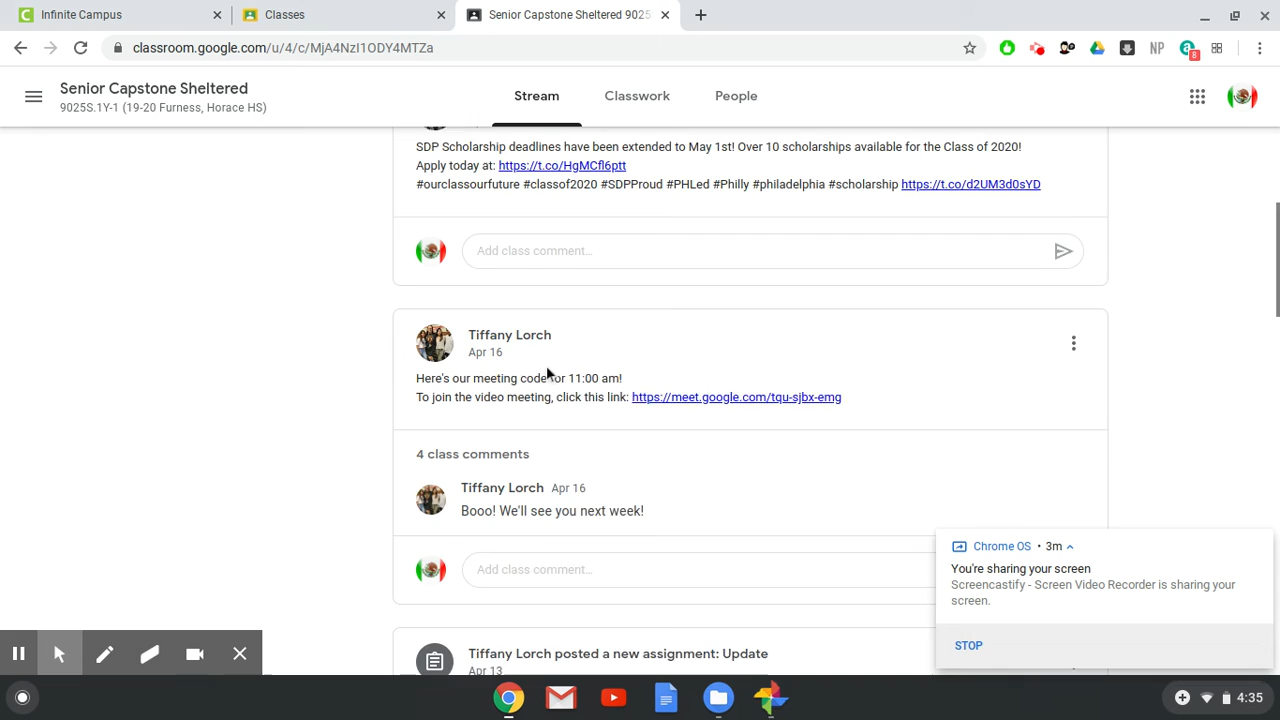 Infinite Campus
Classes
Senior Capstone Sheltered 9025
classroom.google.com/u/4/c/MjA4NzI1ODY4MTZa
NP
8
Senior Capstone Sheltered
9025S.1Y-1 (19-20 Furness, Horace HS)
Stream
Classwork
People
SDP Scholarship deadlines have been extended to May 1st! Over 10 scholarships available for the Class of 2020!
Apply today at: https://t.co/HgMCfl6ptt
#ourclassourfuture #classof2020 #SDPProud #PHLed #Philly #philadelphia #scholarship https://t.co/d2UM3d0sYD
Add class comment...
Tiffany Lorch
Apr 16
Here's our meeting code for 11:00 am!
To join the video meeting, click this link: https://meet.google.com/tqu-sjbx-emg
4 class comments
Tiffany Lorch Apr 16
Booo! We'll see you next week!
Add class comment...
Chrome OS • 3m
You're sharing your screen
Screencastify - Screen Video Recorder is sharing your
screen.
STOP
Tiffany Lorch posted a new assignment: Update
Apr 13
4:35